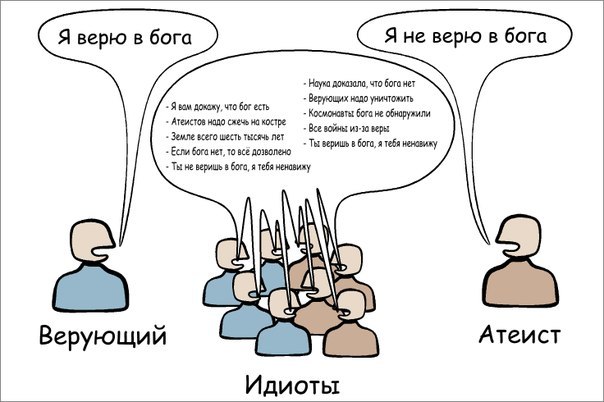 Я верю в бога
Я не верю в бога
- Я вам докажу, что бог есть
- Атеистов надо сжечь на костре
- Земле всего шесть тысячь лет
- Если бога нет, то всё дозволено
- Ты не веришь в бога, я тебя ненавижу
- Наука доказала, что бога нет
- Верующих надо уничтожить
- Космонавты бога не обнаружили
- Все войны из-за веры
- Ты веришь в бога, я тебя ненавижу
Верующий
Идиоты
Атеист